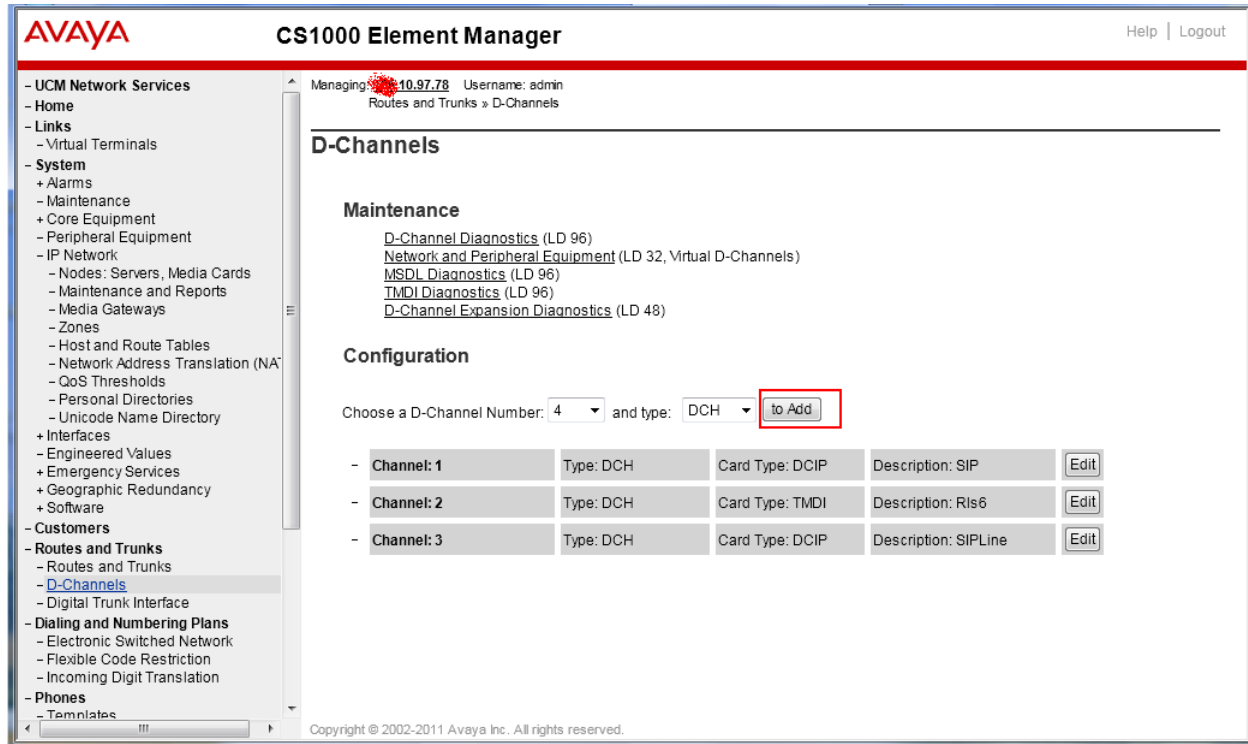 AVAYA
CS1000 Element Manager
Help | Logout
– UCM Network Services
– Home
– Links
– Virtual Terminals
– System
+ Alarms
– Maintenance
+ Core Equipment
– Peripheral Equipment
– IP Network
– Nodes: Servers, Media Cards
– Maintenance and Reports
– Media Gateways
– Zones
– Host and Route Tables
– Network Address Translation (NA
– QoS Thresholds
– Personal Directories
– Unicode Name Directory
+ Interfaces
– Engineered Values
+ Emergency Services
+ Geographic Redundancy
+ Software
– Customers
– Routes and Trunks
– Routes and Trunks
– D-Channels
– Digital Trunk Interface
– Dialing and Numbering Plans
– Electronic Switched Network
– Flexible Code Restriction
– Incoming Digit Translation
– Phones
– Templates
Managing: 10.97.78 Username: admin
Routes and Trunks » D-Channels
D-Channels
Maintenance
D-Channel Diagnostics (LD 96)
Network and Peripheral Equipment (LD 32, Virtual D-Channels)
MSDL Diagnostics (LD 96)
TMDI Diagnostics (LD 96)
D-Channel Expansion Diagnostics (LD 48)
Configuration
Choose a D-Channel Number: 4 and type: DCH to Add
– Channel: 1 Type: DCH Card Type: DCIP Description: SIP Edit
– Channel: 2 Type: DCH Card Type: TMDI Description: Rls6 Edit
– Channel: 3 Type: DCH Card Type: DCIP Description: SIPLine Edit
Copyright © 2002-2011 Avaya Inc. All rights reserved.